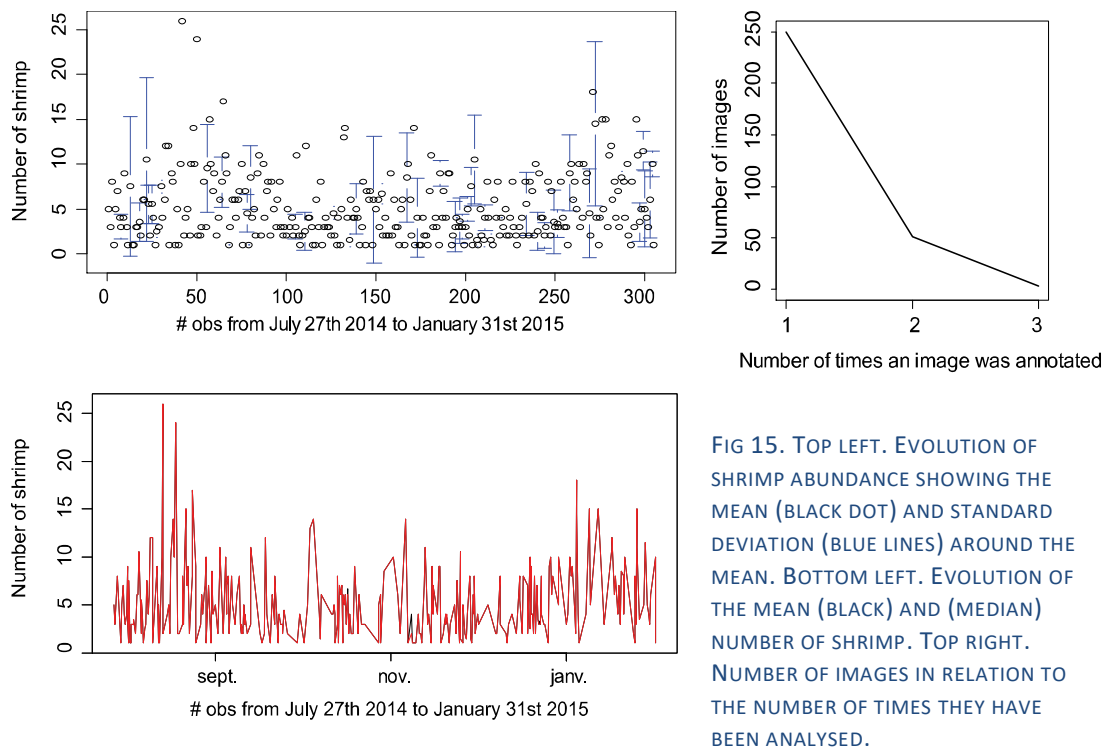 Number of shrimp
25
20
15
10
5
0
0 50 100 150 200 250 300
# obs from July 27th 2014 to January 31st 2015
Number of images
250
200
150
100
50
0
1 2 3
Number of times an image was annotated
Number of shrimp
25
20
15
10
5
0
sept. nov. janv.
# obs from July 27th 2014 to January 31st 2015
FIG 15. TOP LEFT. EVOLUTION OF
SHRIMP ABUNDANCE SHOWING THE
MEAN (BLACK DOT) AND STANDARD
DEVIATION (BLUE LINES) AROUND THE
MEAN. BOTTOM LEFT. EVOLUTION OF
THE MEAN (BLACK) AND (MEDIAN)
NUMBER OF SHRIMP. TOP RIGHT.
NUMBER OF IMAGES IN RELATION TO
THE NUMBER OF TIMES THEY HAVE
BEEN ANALYSED.